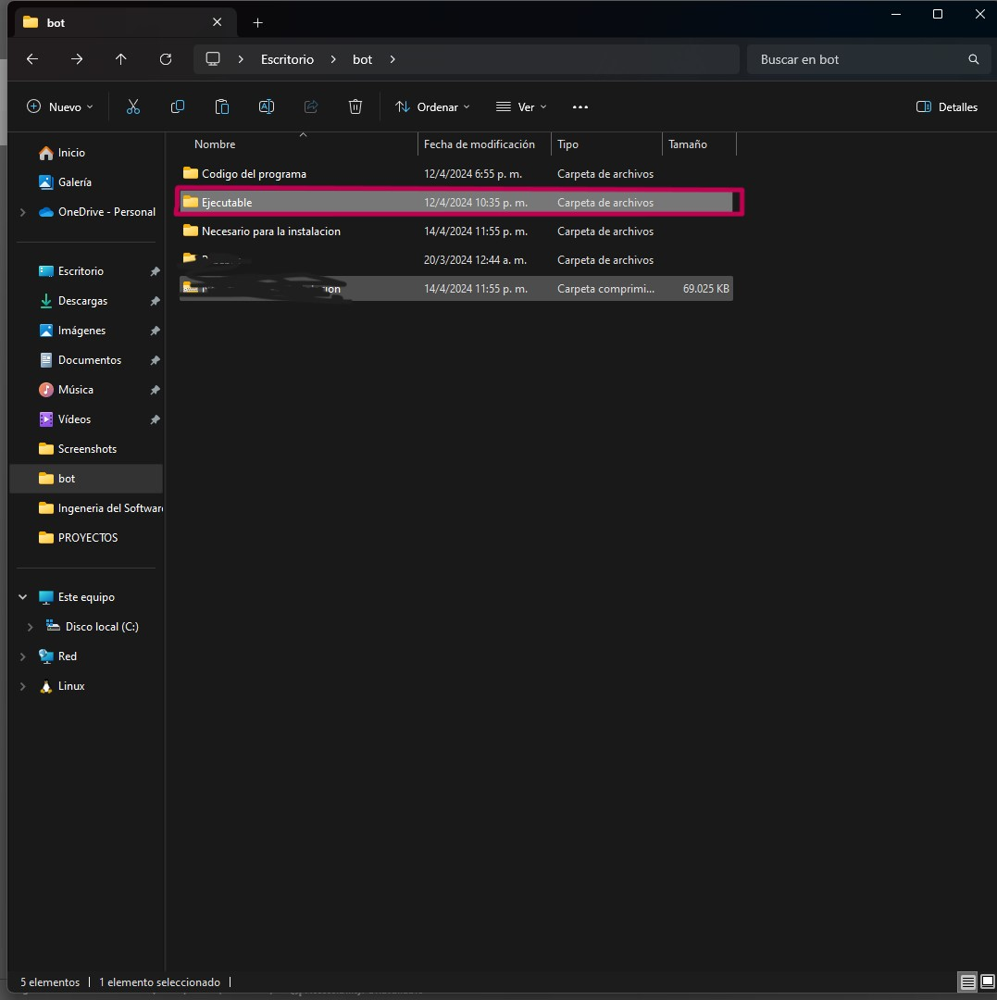 bot
Escritorio bot
Buscar en bot
Nuevo
Ordenar
Ver
Detalles
Nombre Fecha de modificación Tipo Tamaño
Codigo del programa 12/4/2024 6:55 p. m. Carpeta de archivos
Ejecutable 12/4/2024 10:35 p. m. Carpeta de archivos
Necesario para la instalacion 14/4/2024 11:55 p. m. Carpeta de archivos
20/3/2024 12:44 a. m. Carpeta de archivos
14/4/2024 11:55 p. m. Carpeta comprimi... 69.025 KB
Inicio
Galería
OneDrive - Personal
Escritorio
Descargas
Imágenes
Documentos
Música
Vídeos
Screenshots
bot
Ingeneria del Software
PROYECTOS
Este equipo
Disco local (C:)
Red
Linux
5 elementos
1 elemento seleccionado